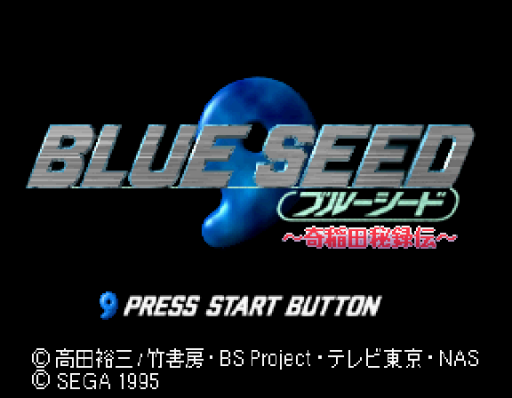 BLUE SEED
ブルーシード
～奇稲田秘録伝～
PRESS START BUTTON
© 高田裕三/竹書房・BS Project・テレビ東京・NAS
© SEGA 1995